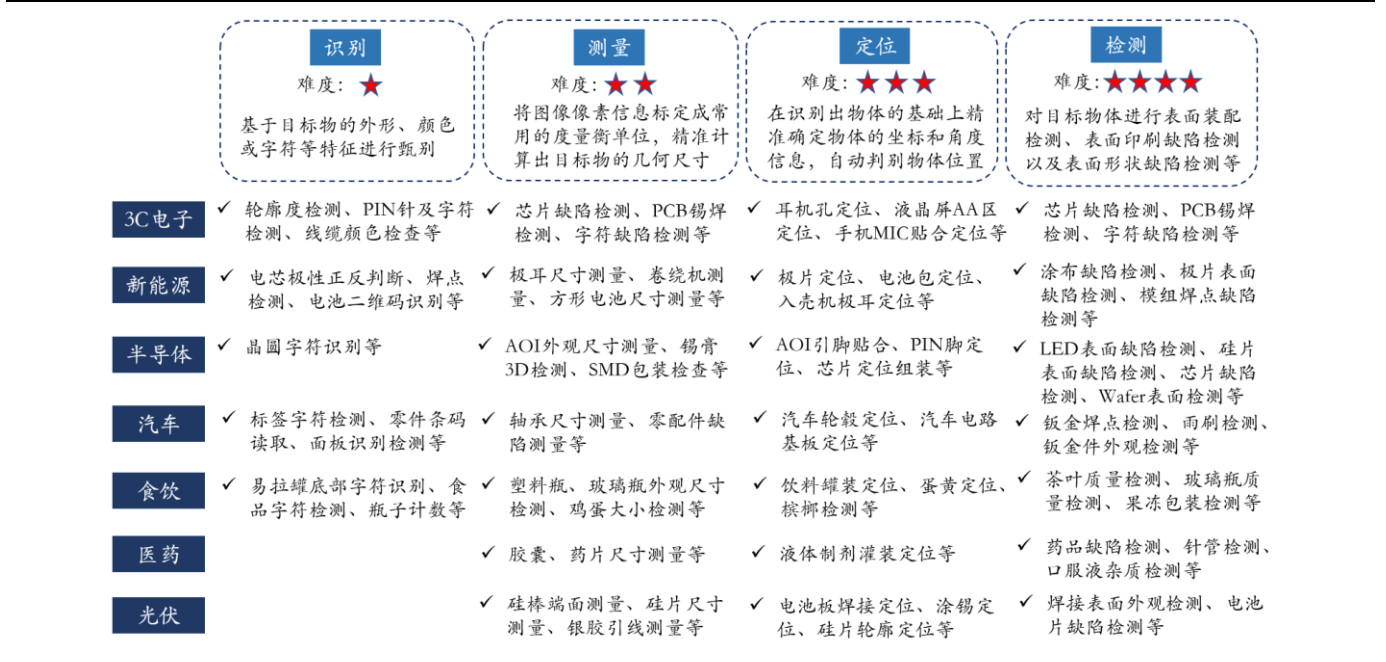 识别
难度：
基于目标物的外形、颜色
或字符等特征进行甄别
测量
难度：
将图像像素信息标定成常
用的度量衡单位，精准计
算出目标物的几何尺寸
定位
难度：
在识别出物体的基础上精
准确定物体的坐标和角度
信息，自动判别物体位置
检测
难度：
对目标物体进行表面装配
检测、表面印刷缺陷检测
以及表面形状缺陷检测等
3C电子
✓ 轮廓度检测、PIN针及字符
检测、线缆颜色检查等
✓ 芯片缺陷检测、PCB锡焊
检测、字符缺陷检测等
✓ 耳机孔定位、液晶屏AA区
定位、手机MIC贴合定位等
✓ 芯片缺陷检测、PCB锡焊
检测、字符缺陷检测等
新能源
✓ 电芯极性正反判断、焊点
检测、电池二维码识别等
✓ 极耳尺寸测量、卷绕机测
量、方形电池尺寸测量等
✓ 极片定位、电池包定位、
入壳机极耳定位等
✓ 涂布缺陷检测、极片表面
缺陷检测、模组焊点缺陷
检测等
半导体
✓ 晶圆字符识别等
✓ AOI外观尺寸测量、锡膏
3D检测、SMD包装检查等
✓ AOI引脚贴合、PIN脚定
位、芯片定位组装等
✓ LED表面缺陷检测、硅片
表面缺陷检测、芯片缺陷
检测、Wafer表面检测等
汽车
✓ 标签字符检测、零件条码
读取、面板识别检测等
✓ 轴承尺寸测量、零配件缺
陷测量等
✓ 汽车轮毂定位、汽车电路
基板定位等
✓ 钣金焊点检测、雨刷检测、
钣金件外观检测等
食饮
✓ 易拉罐底部字符识别、食
品字符检测、瓶子计数等
✓ 塑料瓶、玻璃瓶外观尺寸
检测、鸡蛋大小检测等
✓ 饮料罐装定位、蛋黄定位、
槟榔检测等
✓ 茶叶质量检测、玻璃瓶质
量检测、果冻包装检测等
医药
✓ 胶囊、药片尺寸测量等
✓ 液体制剂灌装定位等
✓ 药品缺陷检测、针管检测、
口服液杂质检测等
光伏
✓ 硅棒端面测量、硅片尺寸
测量、银胶引线测量等
✓ 电池板焊接定位、涂锡定
位、硅片轮廓定位等
✓ 焊接表面外观检测、电池
片缺陷检测等